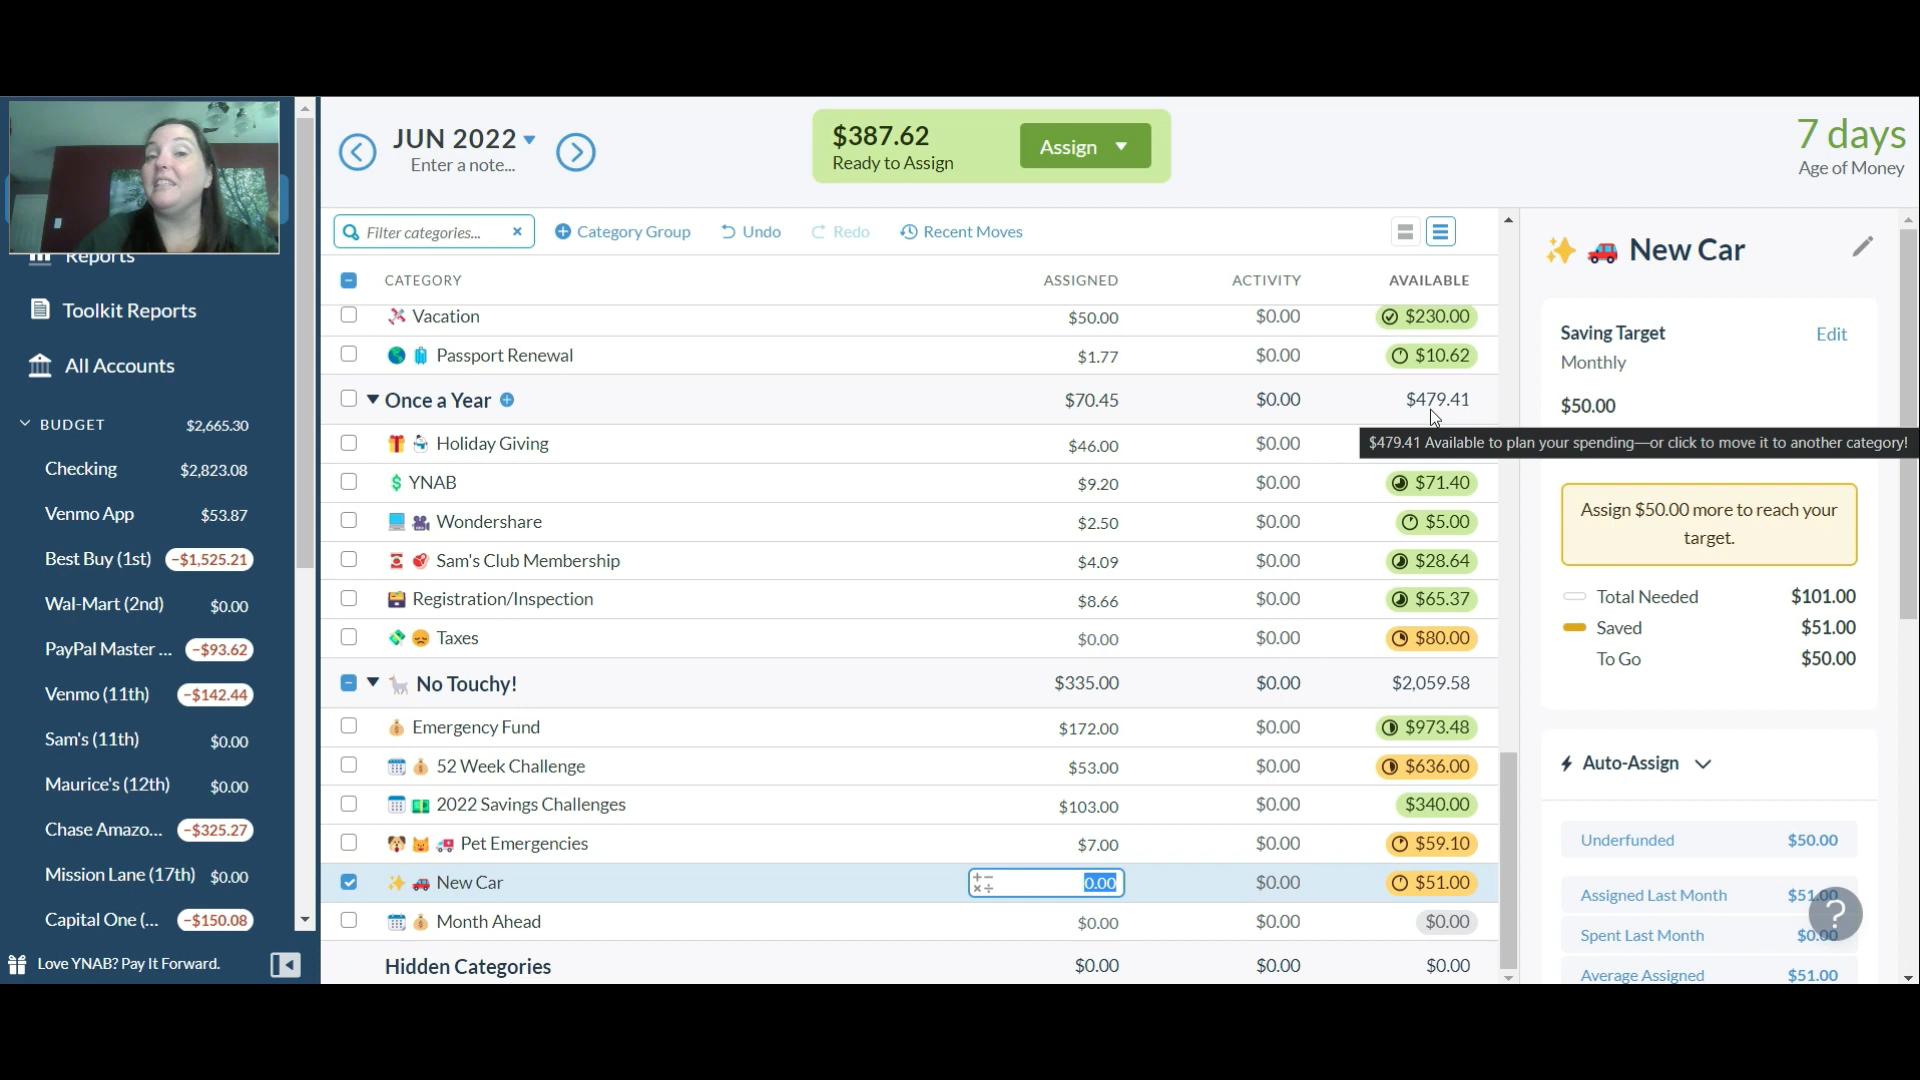 JUN 2022
Enter a note...
$387.62
Ready to Assign
Assign
7 days
Age of Money
Reports
Toolkit Reports
All Accounts
BUDGET $2,665.30
Checking $2,823.08
Venmo App $53.87
Best Buy (1st) −$1,525.21
Wal-Mart (2nd) $0.00
PayPal Master ... −$93.62
Venmo (11th) −$142.44
Sam's (11th) $0.00
Maurice's (12th) $0.00
Chase Amazo... −$325.27
Mission Lane (17th) $0.00
Capital One (... −$150.08
Love YNAB? Pay It Forward.
Filter categories... Category Group Undo Redo Recent Moves
CATEGORY ASSIGNED ACTIVITY AVAILABLE
Vacation $50.00 $0.00 $230.00
Passport Renewal $1.77 $0.00 $10.62
Once a Year $70.45 $0.00 $479.41
Holiday Giving $46.00 $0.00
$479.41 Available to plan your spending—or click to move it to another category!
YNAB $9.20 $0.00 $71.40
Wondershare $2.50 $0.00 $5.00
Sam's Club Membership $4.09 $0.00 $28.64
Registration/Inspection $8.66 $0.00 $65.37
Taxes $0.00 $0.00 $80.00
No Touchy! $335.00 $0.00 $2,059.58
Emergency Fund $172.00 $0.00 $973.48
52 Week Challenge $53.00 $0.00 $636.00
2022 Savings Challenges $103.00 $0.00 $340.00
Pet Emergencies $7.00 $0.00 $59.10
New Car 0.00 $0.00 $51.00
Month Ahead $0.00 $0.00 $0.00
Hidden Categories $0.00 $0.00 $0.00
New Car
Saving Target Edit
Monthly
$50.00
Assign $50.00 more to reach your
target.
Total Needed $101.00
Saved $51.00
To Go $50.00
Auto-Assign
Underfunded $50.00
Assigned Last Month $51.00
Spent Last Month $0.00
Average Assigned $51.00